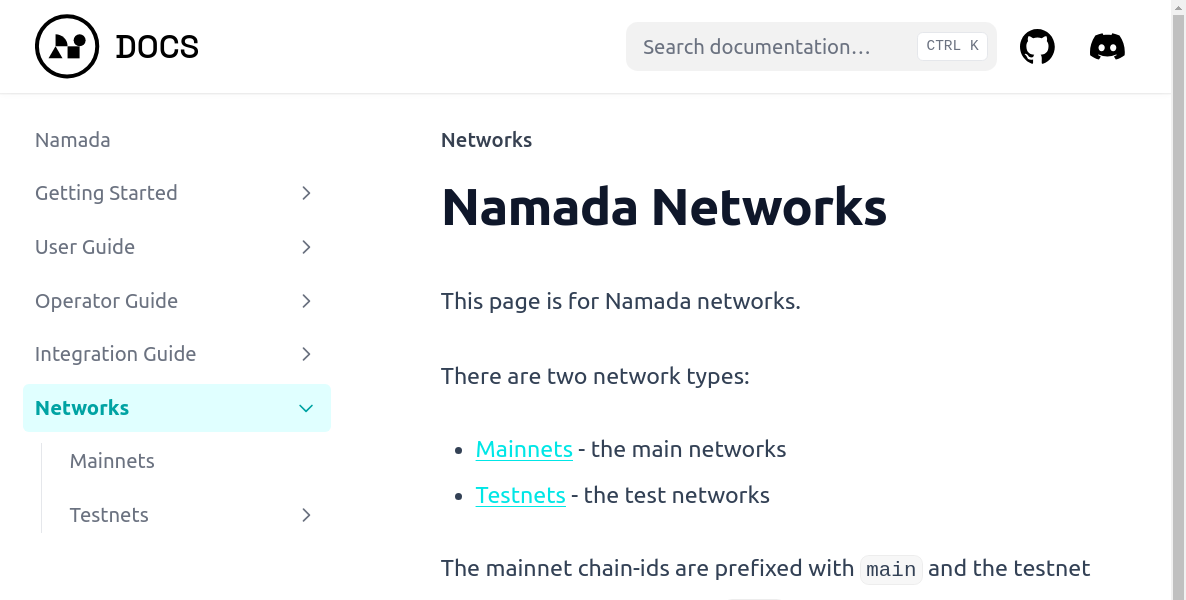 DOCS
Search documentation…
CTRL K
Namada
Getting Started
User Guide
Operator Guide
Integration Guide
Networks
Mainnets
Testnets
Networks
Namada Networks
This page is for Namada networks.
There are two network types:
• Mainnets - the main networks
• Testnets - the test networks
The mainnet chain-ids are prefixed with main and the testnet